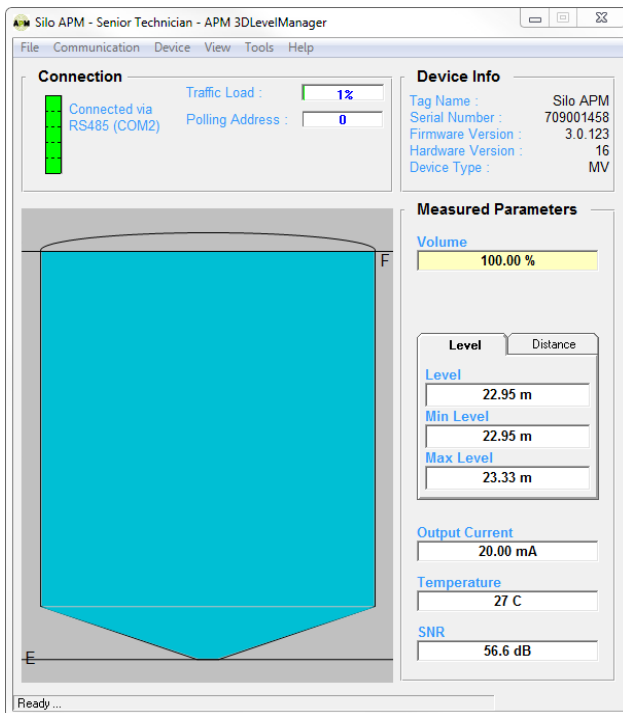 APM Silo APM - Senior Technician - APM 3DLevelManager
File Communication Device View Tools Help
Connection
Connected via
RS485 (COM2)
Traffic Load : 1%
Polling Address : 0
Device Info
Tag Name : Silo APM
Serial Number : 709001458
Firmware Version : 3.0.123
Hardware Version : 16
Device Type : MV
F
E
Measured Parameters
Volume
100.00 %
Level Distance
Level
22.95 m
Min Level
22.95 m
Max Level
23.33 m
Output Current
20.00 mA
Temperature
27 C
SNR
56.6 dB
Ready ...